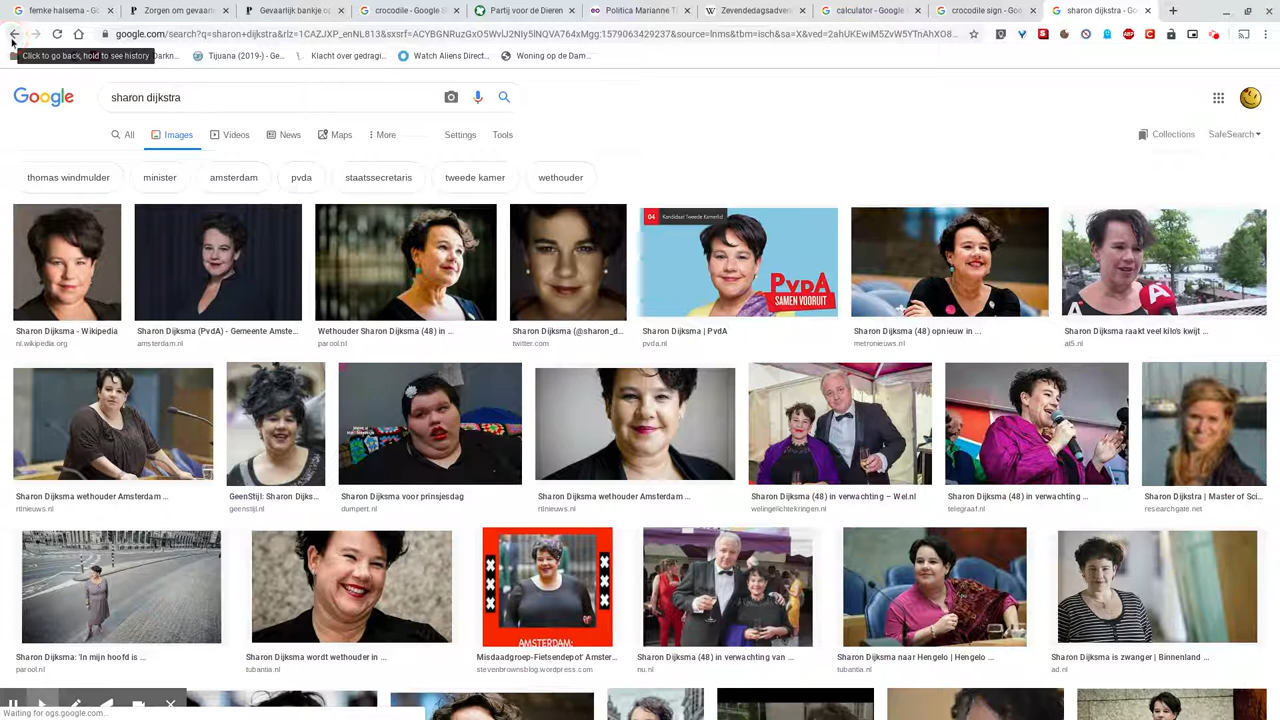 femke halsema - G
Zorgen om gevaar
Gevaarlijk bankje op
crocodile - Google S
Partij voor de Dieren
Politica Marianne T
Zevendedagsadven
calculator - Google
crocodile sign - Goo
sharon dijkstra - Go
google.com/search?q=sharon+dijkstra&rlz=1CAZJXP_enNL813&sxsrf=ACYBGNRuzGxO5WvIJ2NIy5lNQVA764xMgg:1579063429237&source=lnms&tbm=isch&sa=X&ved=2ahUKEwiM5ZvW5YTnAhXO8...
Click to go back, hold to see history
Darkn...
Tijuana (2019-) - Ge...
Klacht over gedragi...
Watch Aliens Direct...
Woning op de Dam...
Google
sharon dijkstra
All
Images
Videos
News
Maps
More
Settings
Tools
Collections
SafeSearch
thomas windmulder
minister
amsterdam
pvda
staatssecretaris
tweede kamer
wethouder
04 Kandidaat Tweede Kamerlid
PvdA
SAMEN VOORUIT
Sharon Dijksma - Wikipedia
nl.wikipedia.org
Sharon Dijksma (PvdA) - Gemeente Amste...
amsterdam.nl
Wethouder Sharon Dijksma (48) in ...
parool.nl
Sharon Dijksma (@sharon_d...
twitter.com
Sharon Dijksma | PvdA
pvda.nl
Sharon Dijksma (48) opnieuw in ...
metronieuws.nl
Sharon Dijksma raakt veel kilo's kwijt ...
at5.nl
Sharon Dijksma wethouder Amsterdam ...
rtlnieuws.nl
GeenStijl: Sharon Dijks...
geenstijl.nl
Sharon Dijksma voor prinsjesdag
dumpert.nl
Sharon Dijksma wethouder Amsterdam ...
rtlnieuws.nl
Sharon Dijksma (48) in verwachting – Wel.nl
welingelichtekringen.nl
Sharon Dijksma (48) in verwachting ...
telegraaf.nl
Sharon Dijkstra | Master of Sci...
researchgate.net
AMSTERDAM:
Sharon Dijksma: 'In mijn hoofd is ...
parool.nl
Sharon Dijksma wordt wethouder in ...
tubantia.nl
Misdaadgroep-Fietsendepot' Amster...
stevenbrownsblog.wordpress.com
Sharon Dijksma (48) in verwachting van ...
nu.nl
Sharon Dijksma naar Hengelo | Hengelo ...
tubantia.nl
Sharon Dijksma is zwanger | Binnenland ...
ad.nl
Waiting for ogs.google.com...